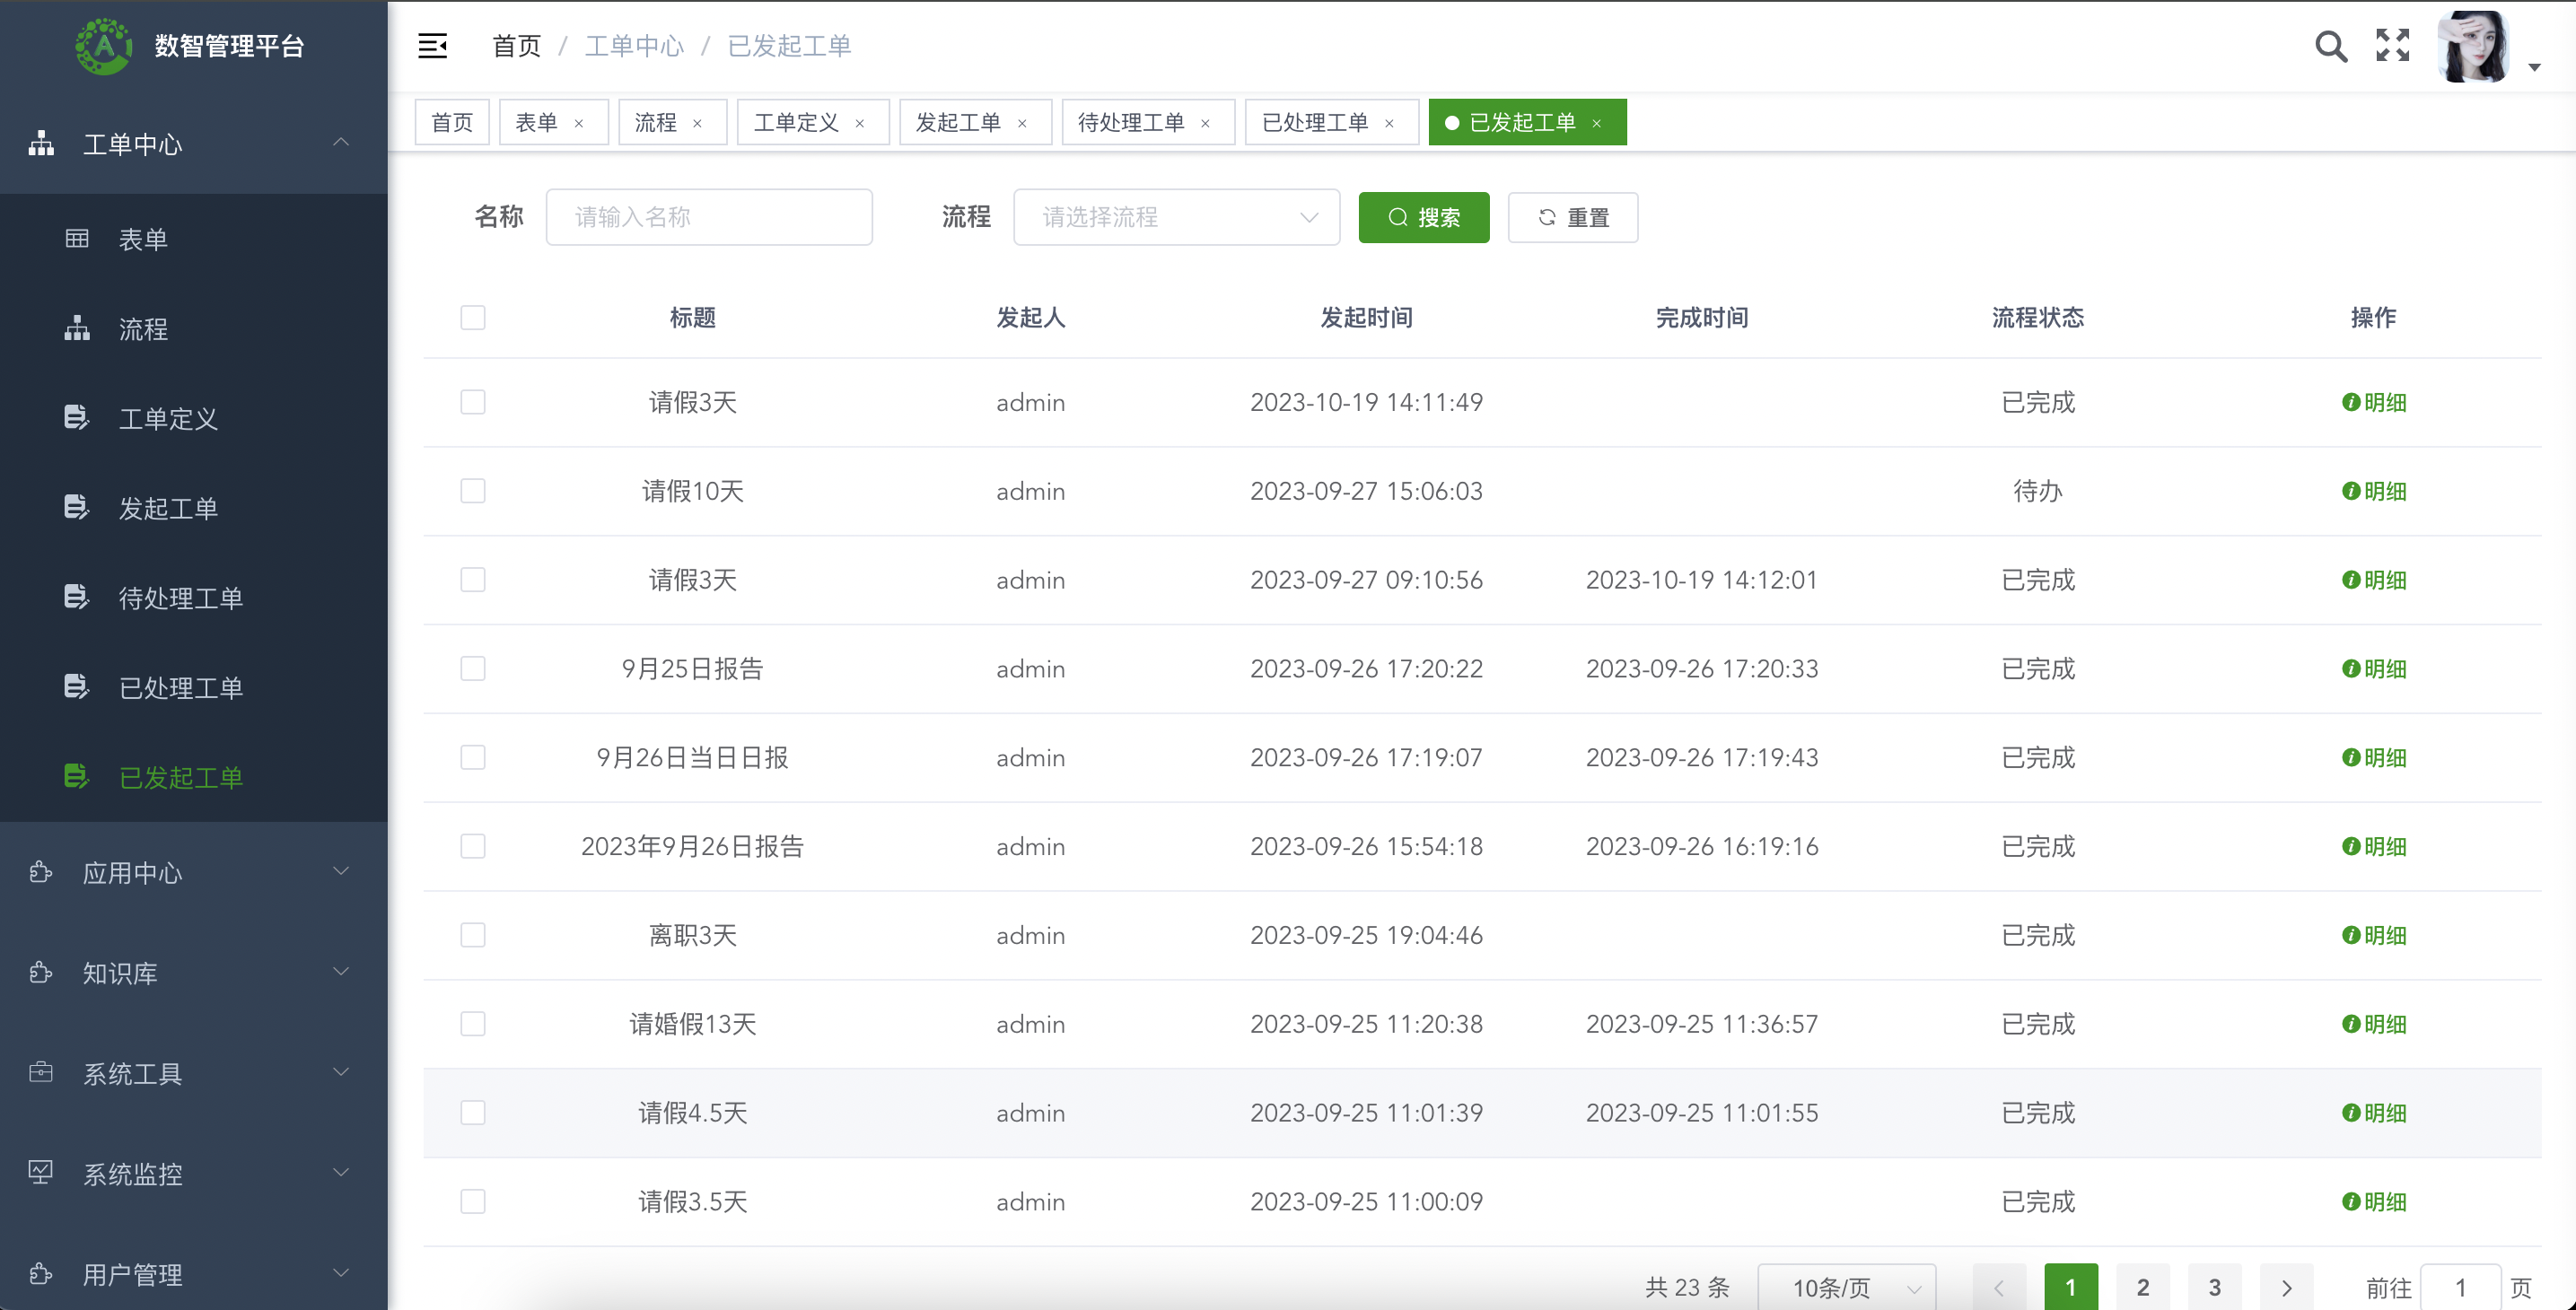 数智管理平台
首页 / 工单中心 / 已发起工单
首页 表单 × 流程 × 工单定义 × 发起工单 × 待处理工单 × 已处理工单 × 已发起工单 ×
工单中心
表单
流程
工单定义
发起工单
待处理工单
已处理工单
已发起工单
应用中心
知识库
系统工具
系统监控
用户管理
名称 请输入名称 流程 请选择流程 搜索 重置
标题 发起人 发起时间 完成时间 流程状态 操作
请假3天 admin 2023-10-19 14:11:49 已完成 明细
请假10天 admin 2023-09-27 15:06:03 待办 明细
请假3天 admin 2023-09-27 09:10:56 2023-10-19 14:12:01 已完成 明细
9月25日报告 admin 2023-09-26 17:20:22 2023-09-26 17:20:33 已完成 明细
9月26日当日日报 admin 2023-09-26 17:19:07 2023-09-26 17:19:43 已完成 明细
2023年9月26日报告 admin 2023-09-26 15:54:18 2023-09-26 16:19:16 已完成 明细
离职3天 admin 2023-09-25 19:04:46 已完成 明细
请婚假13天 admin 2023-09-25 11:20:38 2023-09-25 11:36:57 已完成 明细
请假4.5天 admin 2023-09-25 11:01:39 2023-09-25 11:01:55 已完成 明细
请假3.5天 admin 2023-09-25 11:00:09 已完成 明细
共 23 条 10条/页 1 2 3 前往 1 页